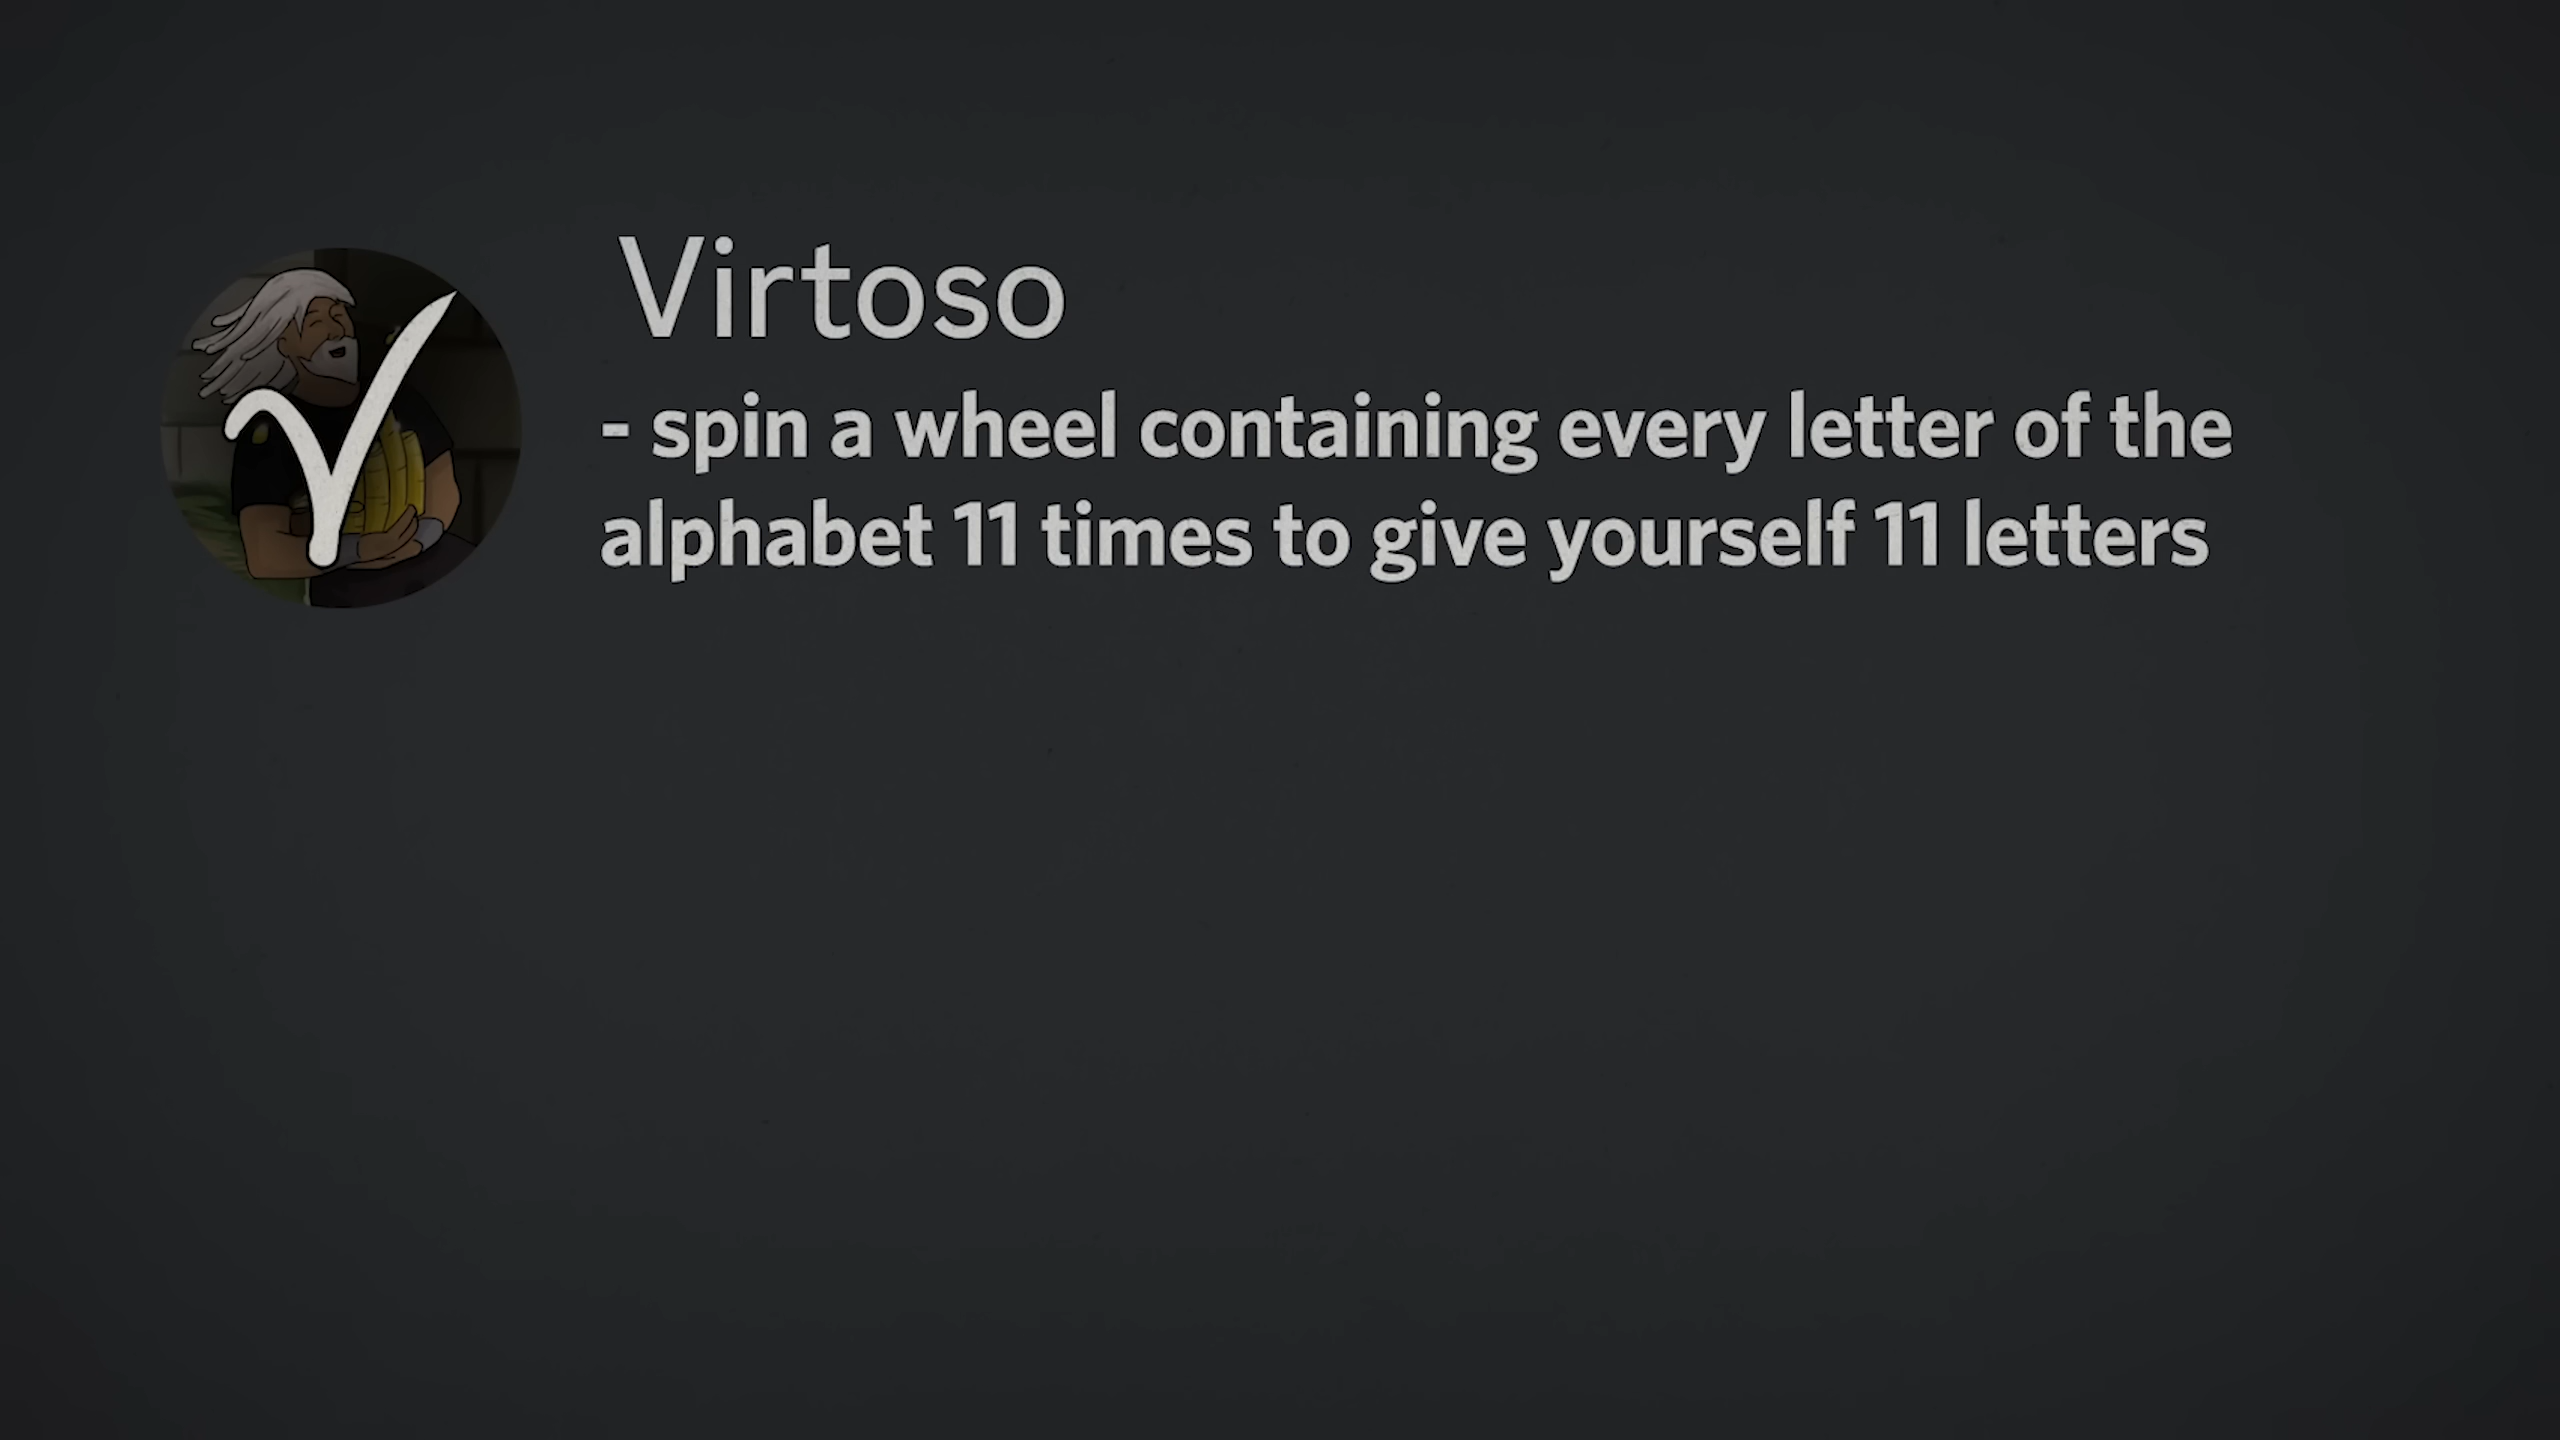 Virtoso
- spin a wheel containing every letter of the
alphabet 11 times to give yourself 11 letters